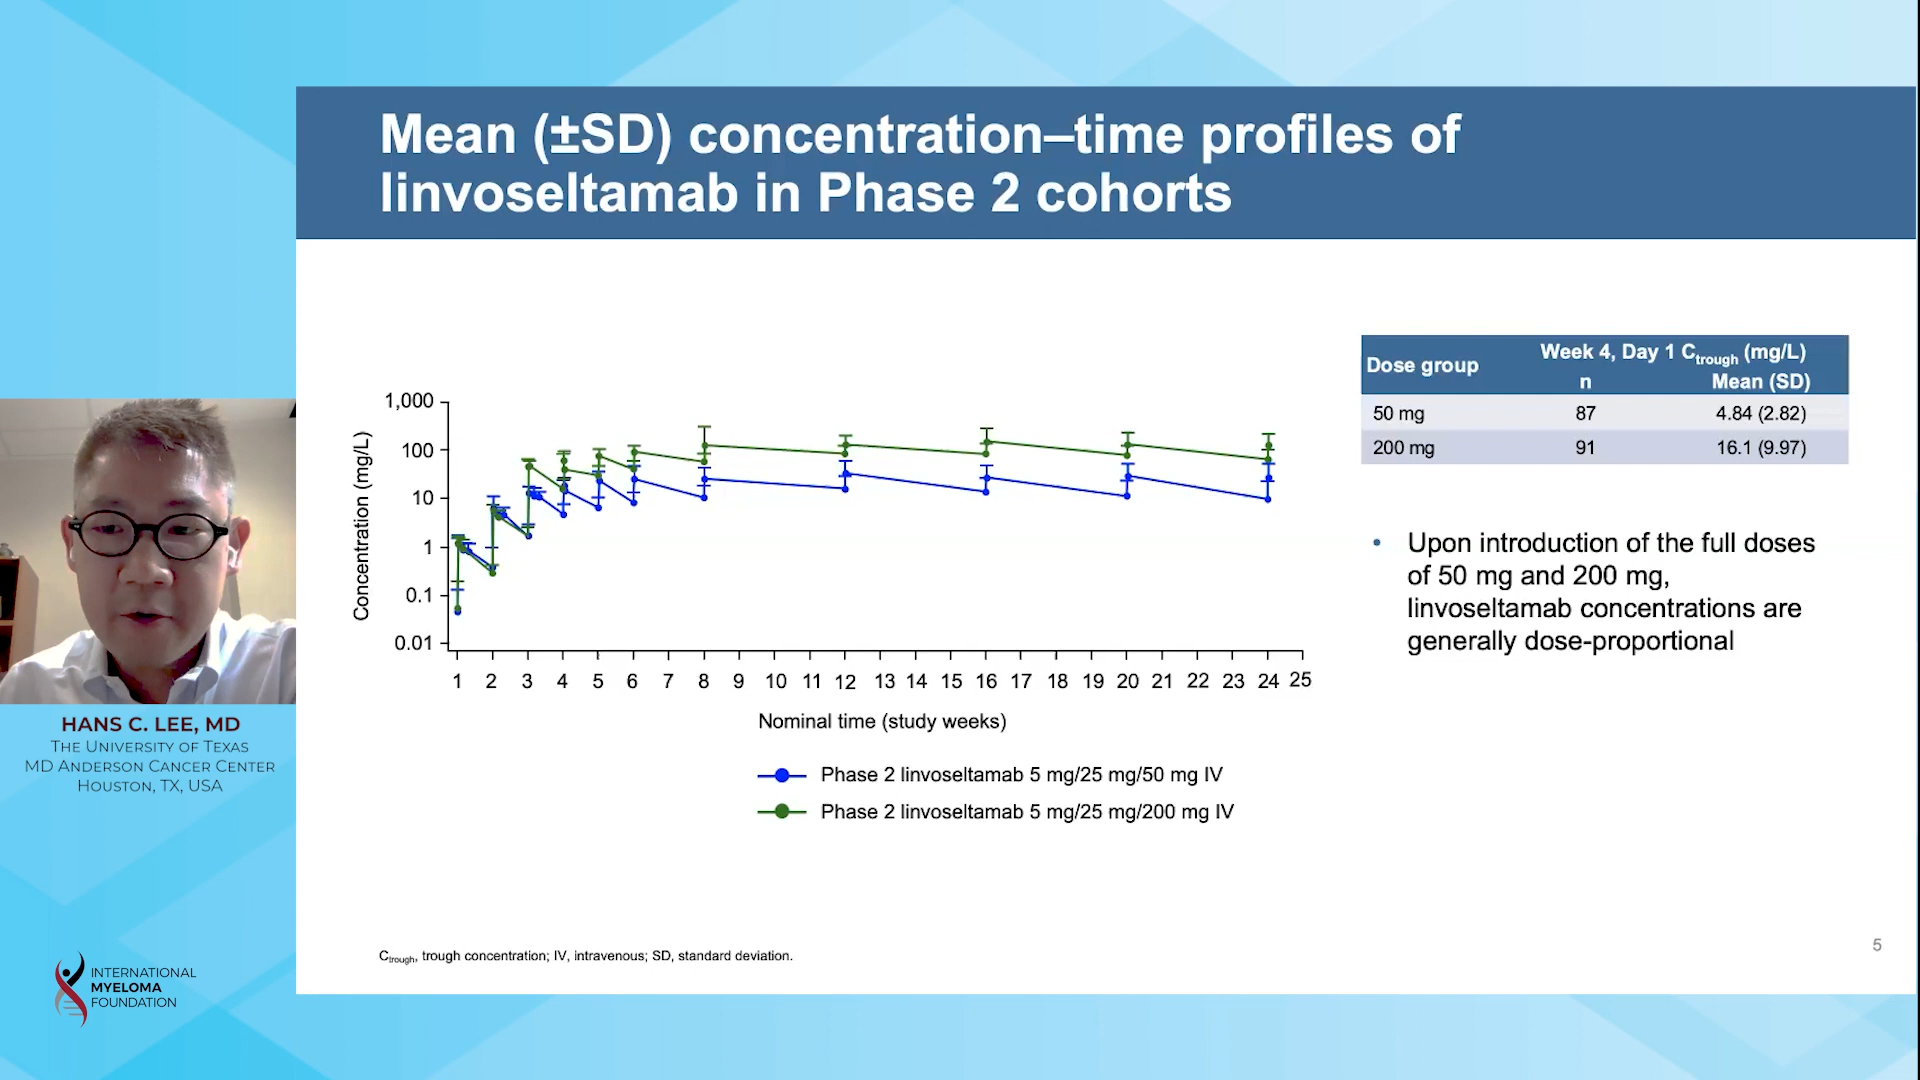 Mean (±SD) concentration–time profiles of
linvoseltamab in Phase 2 cohorts
Concentration (mg/L)
1,000
100
10
1
0.1
0.01
1 2 3 4 5 6 7 8 9 10 11 12 13 14 15 16 17 18 19 20 21 22 23 24 25
Nominal time (study weeks)
Phase 2 linvoseltamab 5 mg/25 mg/50 mg IV
Phase 2 linvoseltamab 5 mg/25 mg/200 mg IV
Dose group
Week 4, Day 1 Ctrough (mg/L)
n Mean (SD)
50 mg 87 4.84 (2.82)
200 mg 91 16.1 (9.97)
• Upon introduction of the full doses
of 50 mg and 200 mg,
linvoseltamab concentrations are
generally dose-proportional
Ctrough, trough concentration; IV, intravenous; SD, standard deviation.
5
HANS C. LEE, MD
THE UNIVERSITY OF TEXAS
MD ANDERSON CANCER CENTER
HOUSTON, TX, USA
INTERNATIONAL
MYELOMA
FOUNDATION